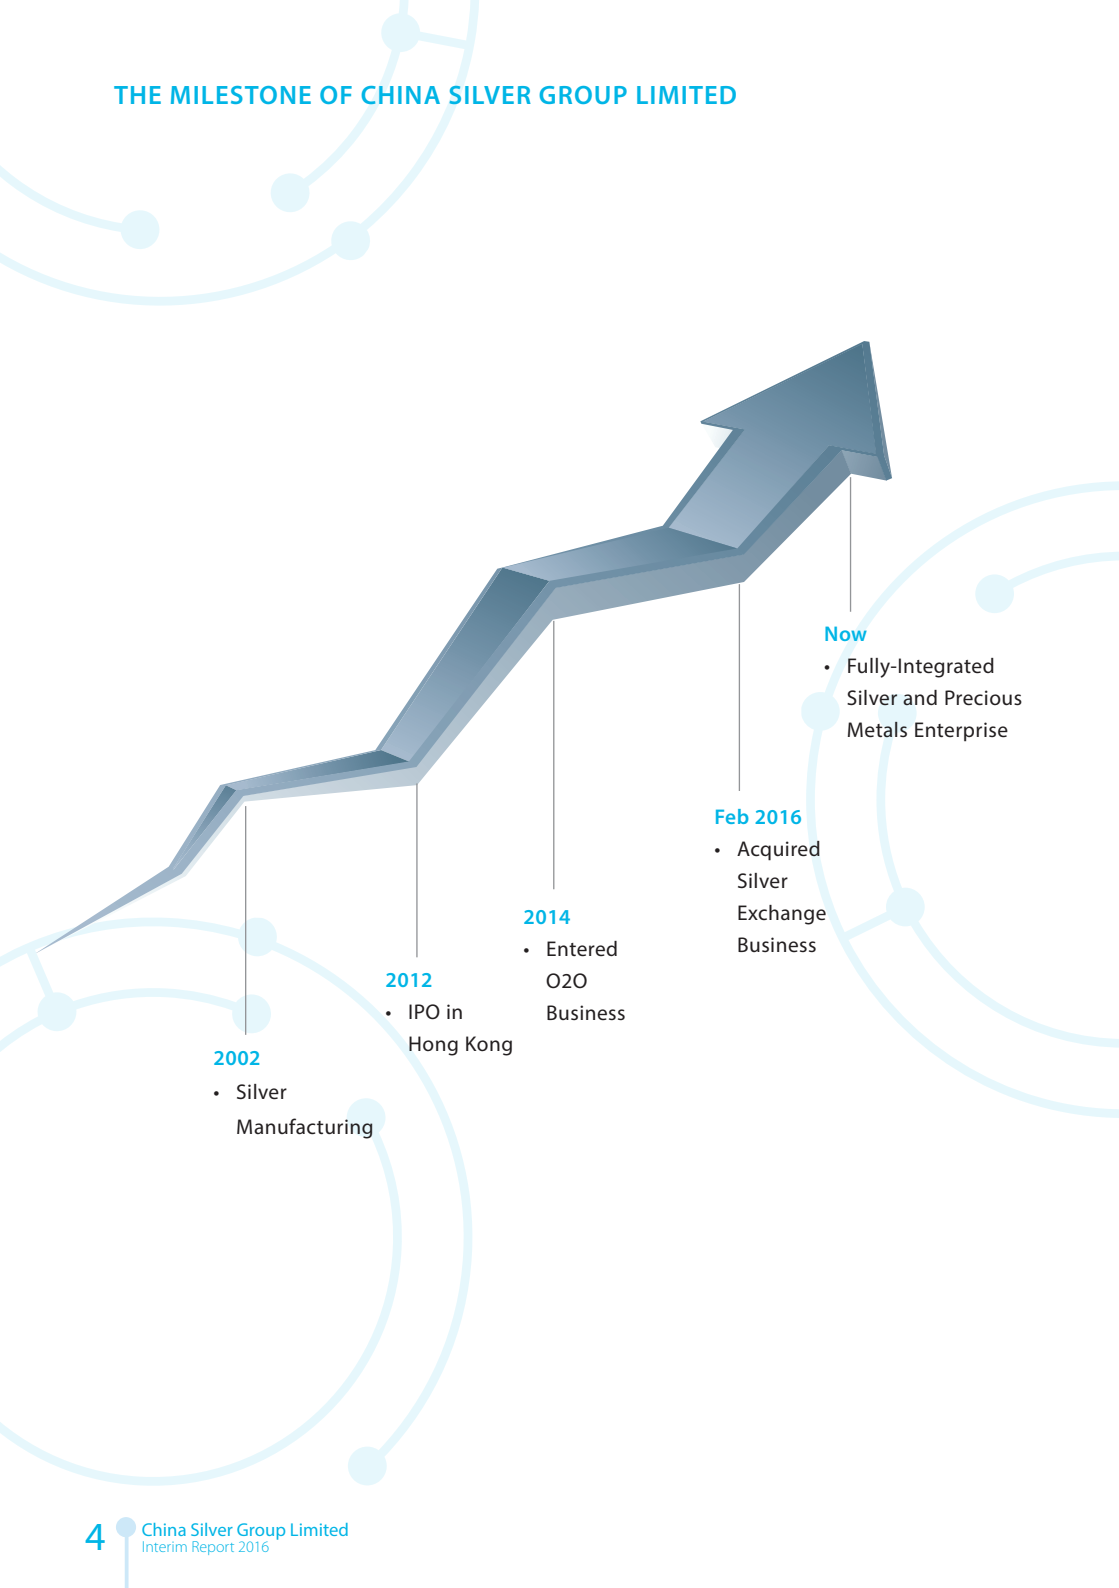 THE MILESTONE OF CHINA SILVER GROUP LIMITED
2002
• Silver
Manufacturing
2012
• IPO in
Hong Kong
2014
• Entered
O2O
Business
Feb 2016
• Acquired
Silver
Exchange
Business
Now
• Fully-Integrated
Silver and Precious
Metals Enterprise
4
China Silver Group Limited
Interim Report 2016